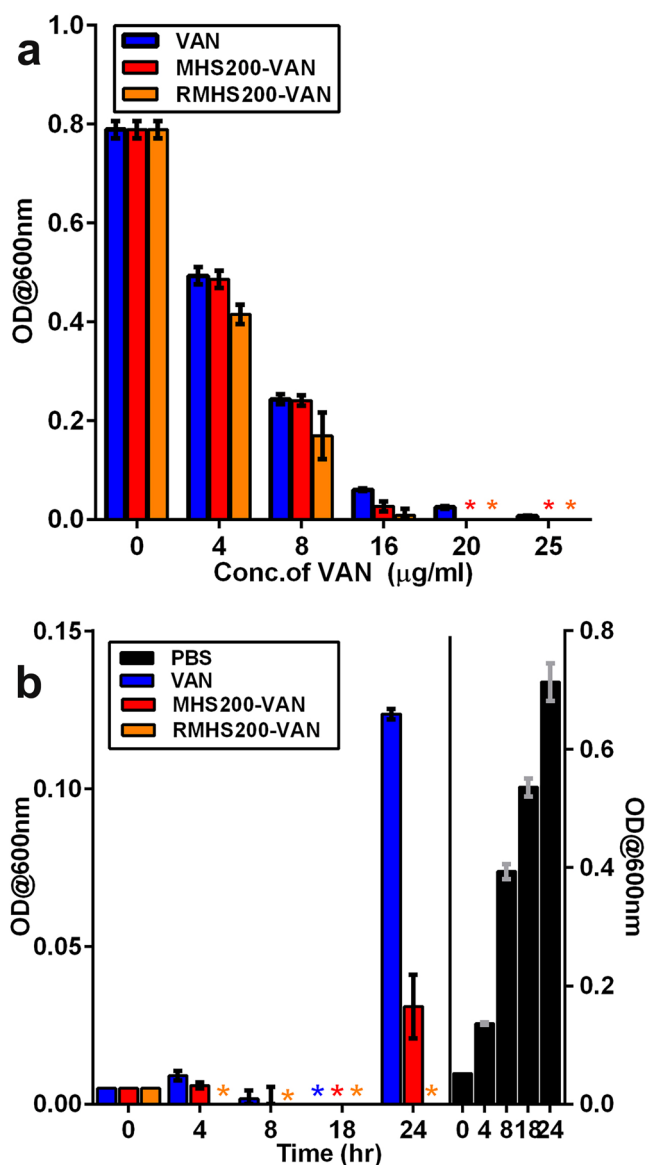 a
VAN
MHS200-VAN
RMHS200-VAN
OD@600nm
1.0
0.8
0.6
0.4
0.2
0.0
* * * *
0 4 8 16 20 25
Conc.of VAN (μg/ml)
b
PBS
VAN
MHS200-VAN
RMHS200-VAN
OD@600nm
0.15
0.10
0.05
0.00
0.8
0.6
0.4
0.2
0.0
OD@600nm
* * * * * *
0 4 8 18 24 0 4 8 18 24
Time (hr)